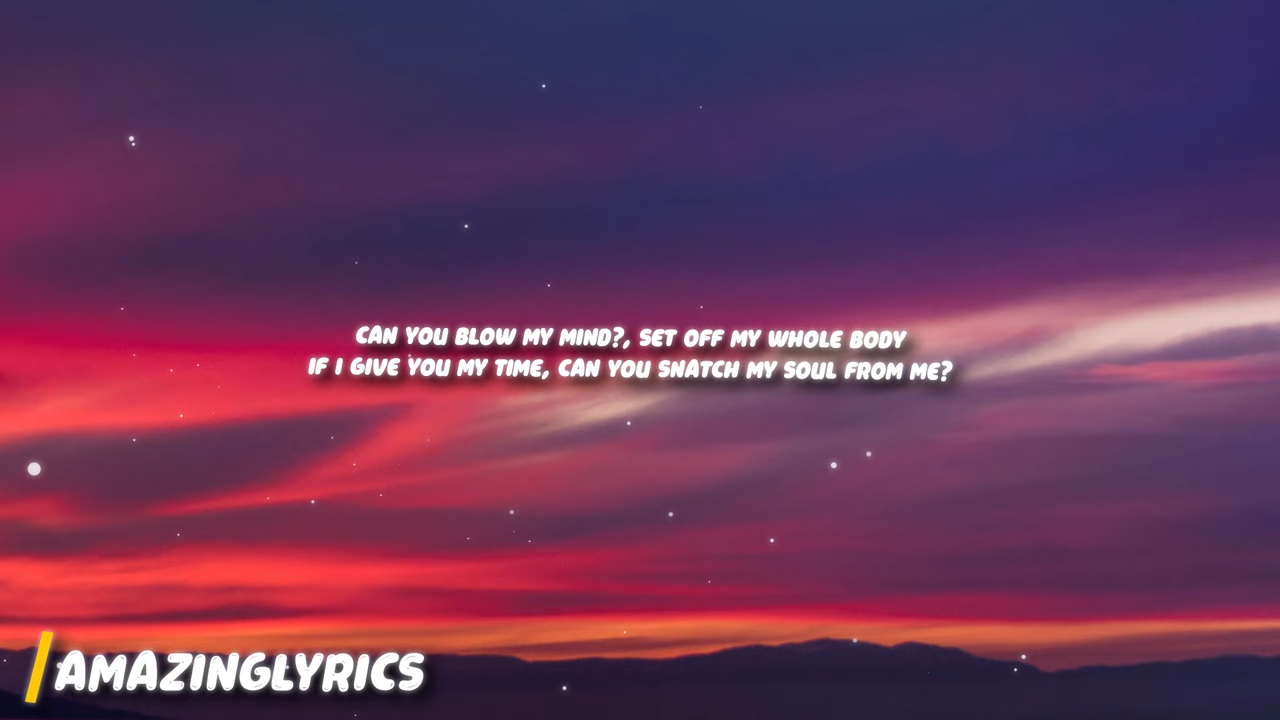 CAN YOU BLOW MY MIND?, SET OFF MY WHOLE BODY
IF I GIVE YOU MY TIME, CAN YOU SNATCH MY SOUL FROM ME?
AMAZINGLYRICS